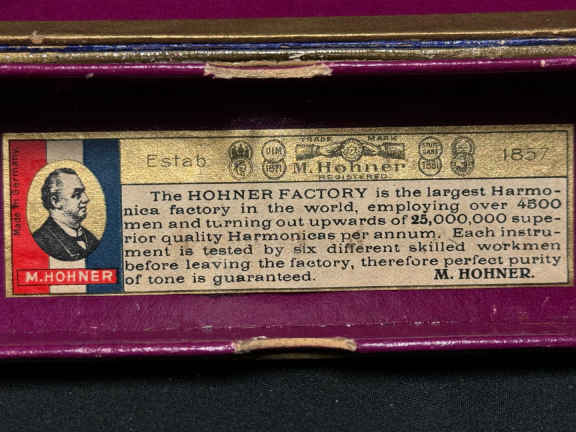 Made in Germany.
M.HOHNER
Estab
TRADE MARK
1857
ULM
1871
M. Hohner
REGISTERED
The HOHNER FACTORY is the largest Harmo-
nica factory in the world, employing over 4500
men and turning out upwards of 25,000,000 supe-
rior quality Harmonicas per annum. Each instru-
ment is tested by six different skilled workmen
before leaving the factory, therefore perfect purity
of tone is guaranteed. M. HOHNER.